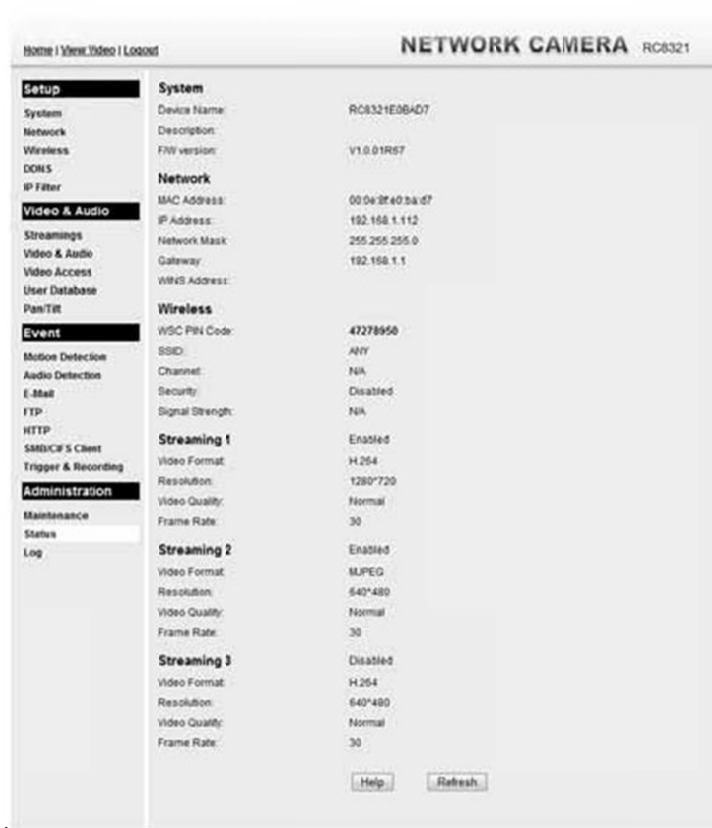 Home | View Video | Logout
NETWORK CAMERA RC8321
Setup
System
Network
Wireless
DDNS
IP Filter
Video & Audio
Streamings
Video & Audio
Video Access
User Database
Pan/Tilt
Event
Motion Detection
Audio Detection
E-Mail
FTP
HTTP
SMB/CIFS Client
Trigger & Recording
Administration
Maintenance
Status
Log
System
Device Name: RC8321E0BAD7
Description:
F/W version: V1.0.01R57
Network
MAC Address: 00:0e:8f:e0:ba:d7
IP Address: 192.168.1.112
Network Mask: 255.255.255.0
Gateway: 192.168.1.1
WINS Address:
Wireless
WSC PIN Code: 47278950
SSID: ANY
Channel: N/A
Security: Disabled
Signal Strengh: N/A
Streaming 1 Enabled
Video Format: H.264
Resolution: 1280*720
Video Quality: Normal
Frame Rate: 30
Streaming 2 Enabled
Video Format: MJPEG
Resolution: 640*480
Video Quality: Normal
Frame Rate: 30
Streaming 3 Disabled
Video Format: H.264
Resolution: 640*480
Video Quality: Normal
Frame Rate: 30
Help Refresh